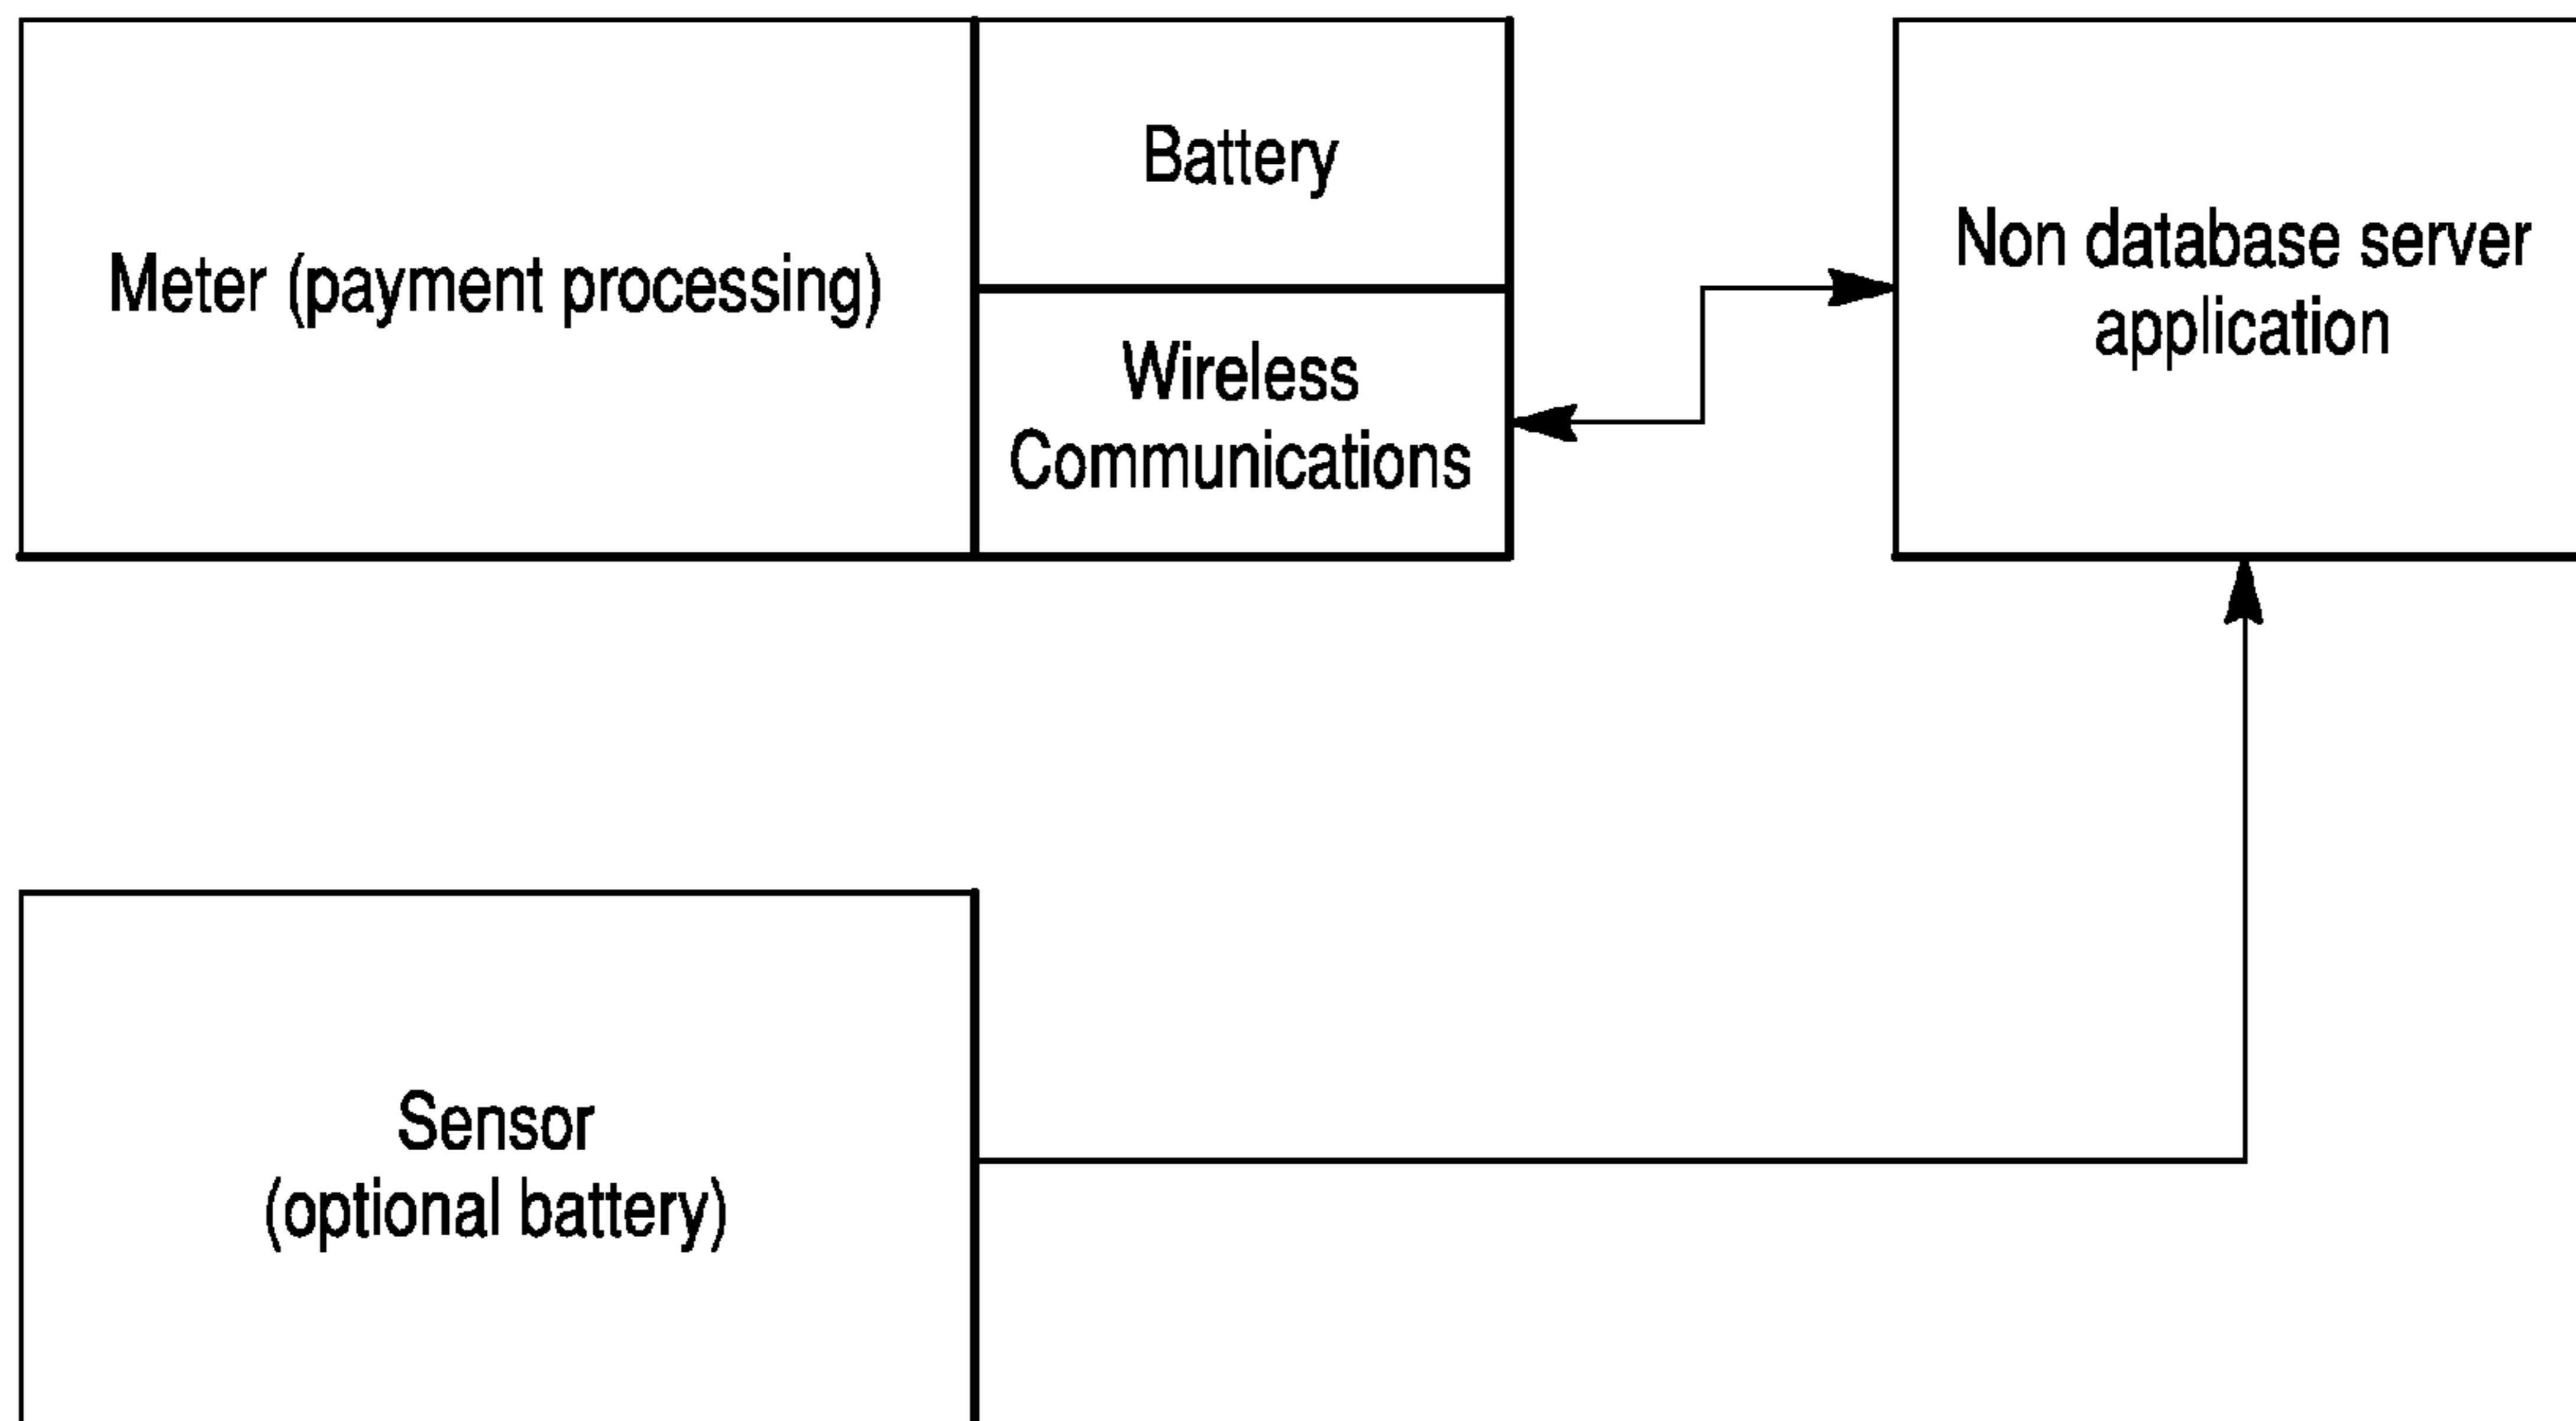 Meter (payment processing)
Battery
Wireless
Communications
Non database server
application
Sensor
(optional battery)